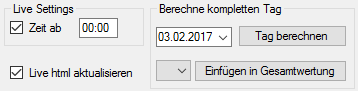 Live Settings
Zeit ab 00:00
Live html aktualisieren
Berechne kompletten Tag
03.02.2017 Tag berechnen
Einfügen in Gesamtwertung